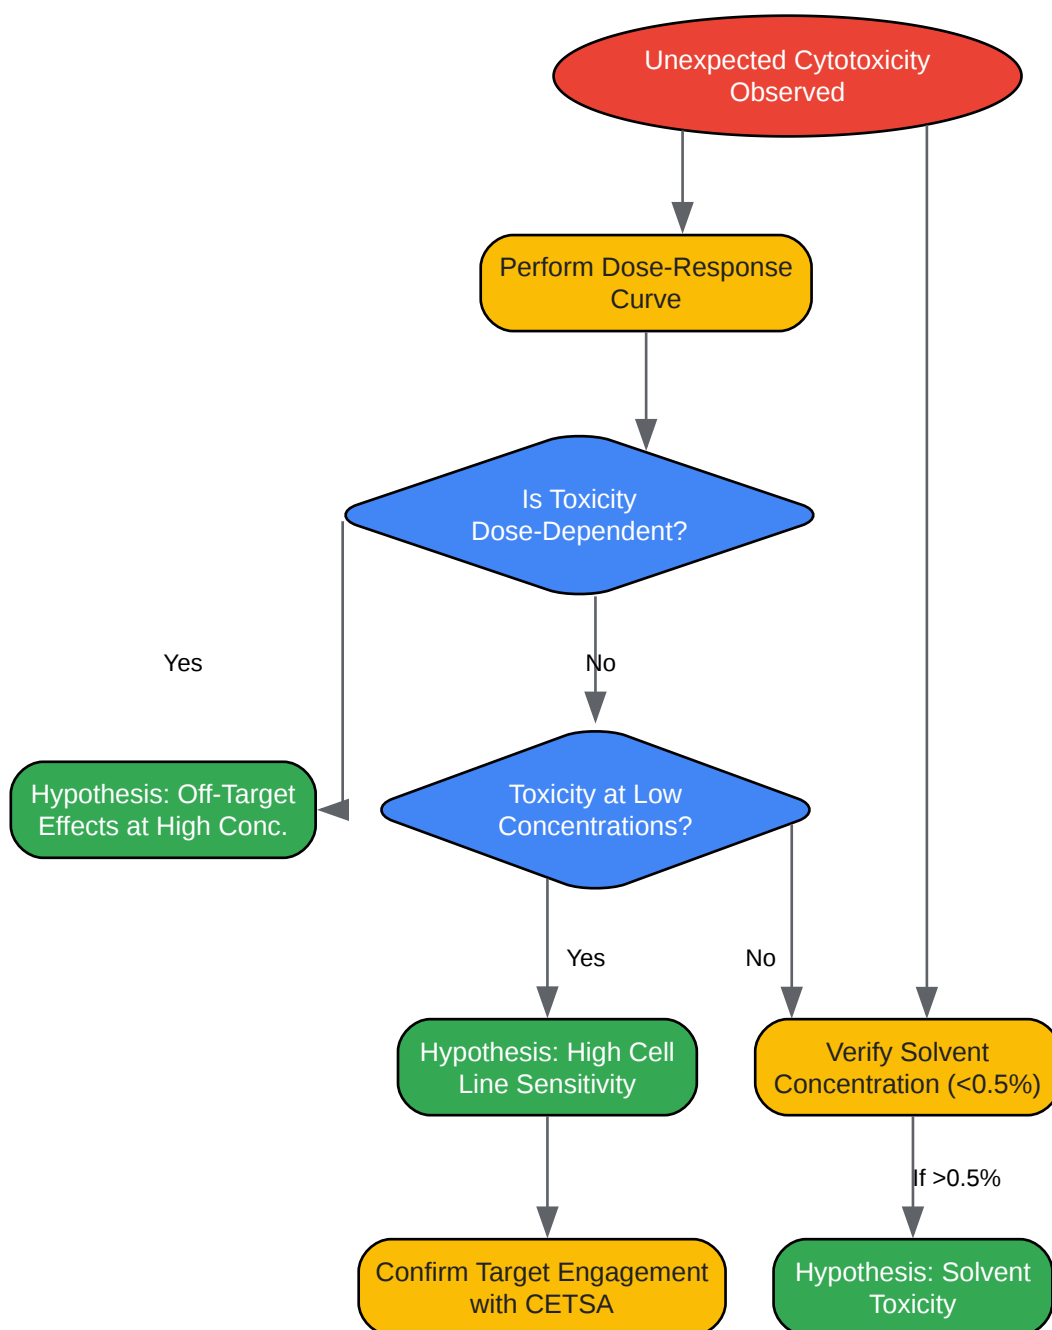 Unexpected Cytotoxicity
Observed
Perform Dose-Response
Curve
Is Toxicity
Dose-Dependent?
Yes
No
Hypothesis: Off-Target
Effects at High Conc.
Toxicity at Low
Concentrations?
Yes
No
Hypothesis: High Cell
Line Sensitivity
Verify Solvent
Concentration (<0.5%)
If >0.5%
Confirm Target Engagement
with CETSA
Hypothesis: Solvent
Toxicity